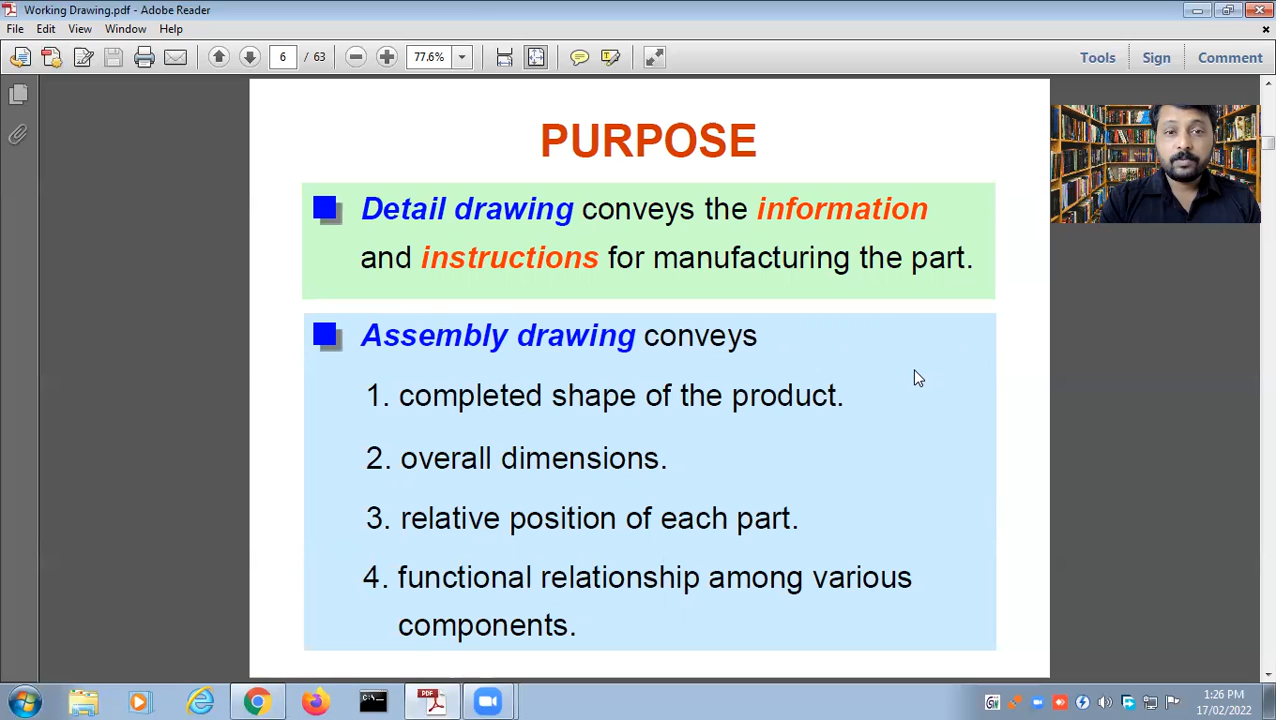 Working Drawing.pdf - Adobe Reader
File Edit View Window Help
6 / 63 77.6% Tools Sign Comment
PURPOSE
Detail drawing conveys the information
and instructions for manufacturing the part.
Assembly drawing conveys
1. completed shape of the product.
2. overall dimensions.
3. relative position of each part.
4. functional relationship among various
components.
1:26 PM
17/02/2022